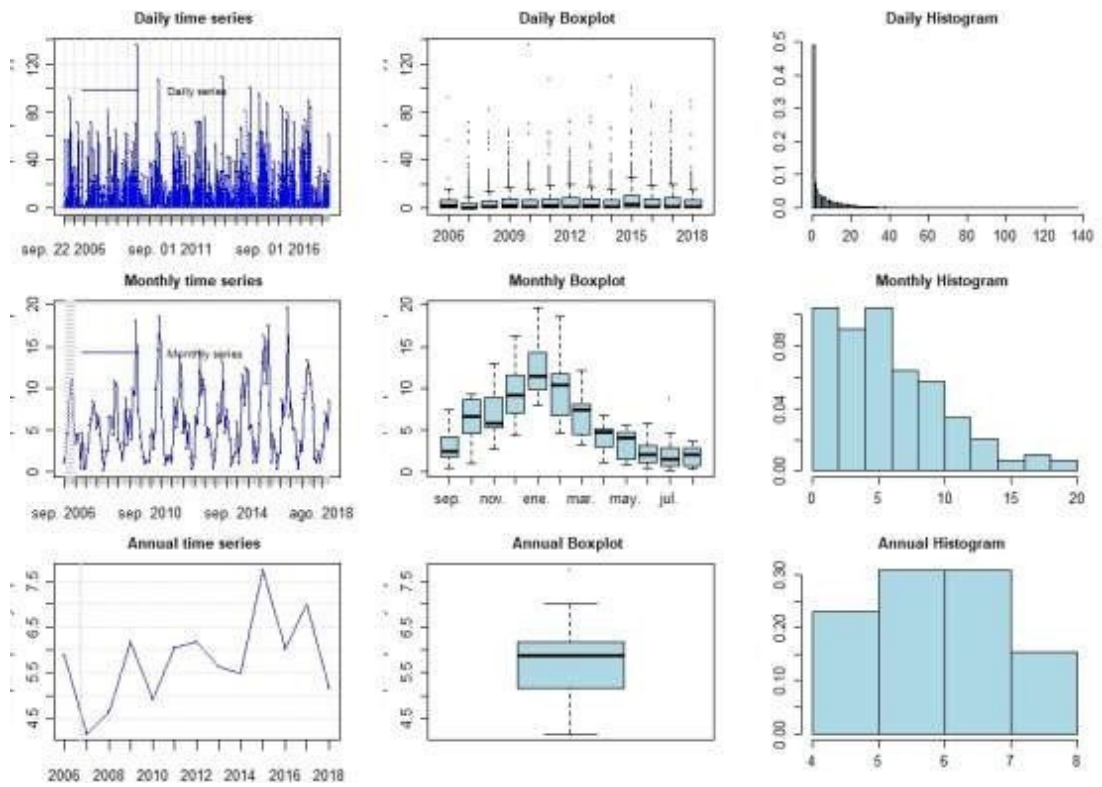 Daily time series
120
80
40
0
Daily series
sep. 22 2006 sep. 01 2011 sep. 01 2016
Daily Boxplot
120
80
40
0
2006 2009 2012 2015 2018
Daily Histogram
0.5
0.4
0.3
0.2
0.1
0.0
0 20 40 60 80 100 120 140
Monthly time series
20
15
10
5
0
Monthly series
sep. 2006 sep. 2010 sep. 2014 ago. 2018
Monthly Boxplot
20
15
10
5
0
sep. nov. ene. mar. may. jul.
Monthly Histogram
0.08
0.04
0.00
0 5 10 15 20
Annual time series
7.5
6.5
5.5
4.5
2006 2008 2010 2012 2014 2016 2018
Annual Boxplot
7.5
6.5
5.5
4.5
Annual Histogram
0.30
0.20
0.10
0.00
4 5 6 7 8